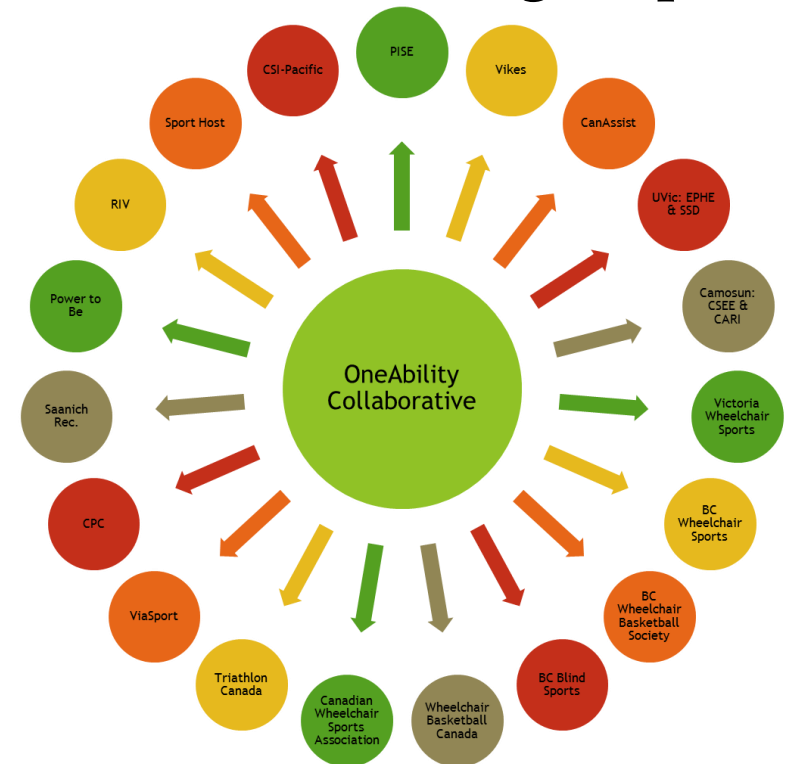 PISE
Vikes
CanAssist
UVic: EPHE
& SSD
Camosun:
CSEE &
CARI
Victoria
Wheelchair
Sports
BC
Wheelchair
Sports
BC
Wheelchair
Basketball
Society
BC Blind
Sports
Wheelchair
Basketball
Canada
Canadian
Wheelchair
Sports
Association
Triathlon
Canada
ViaSport
CPC
Saanich
Rec.
Power to
Be
RIV
Sport Host
CSI-Pacific
OneAbility
Collaborative